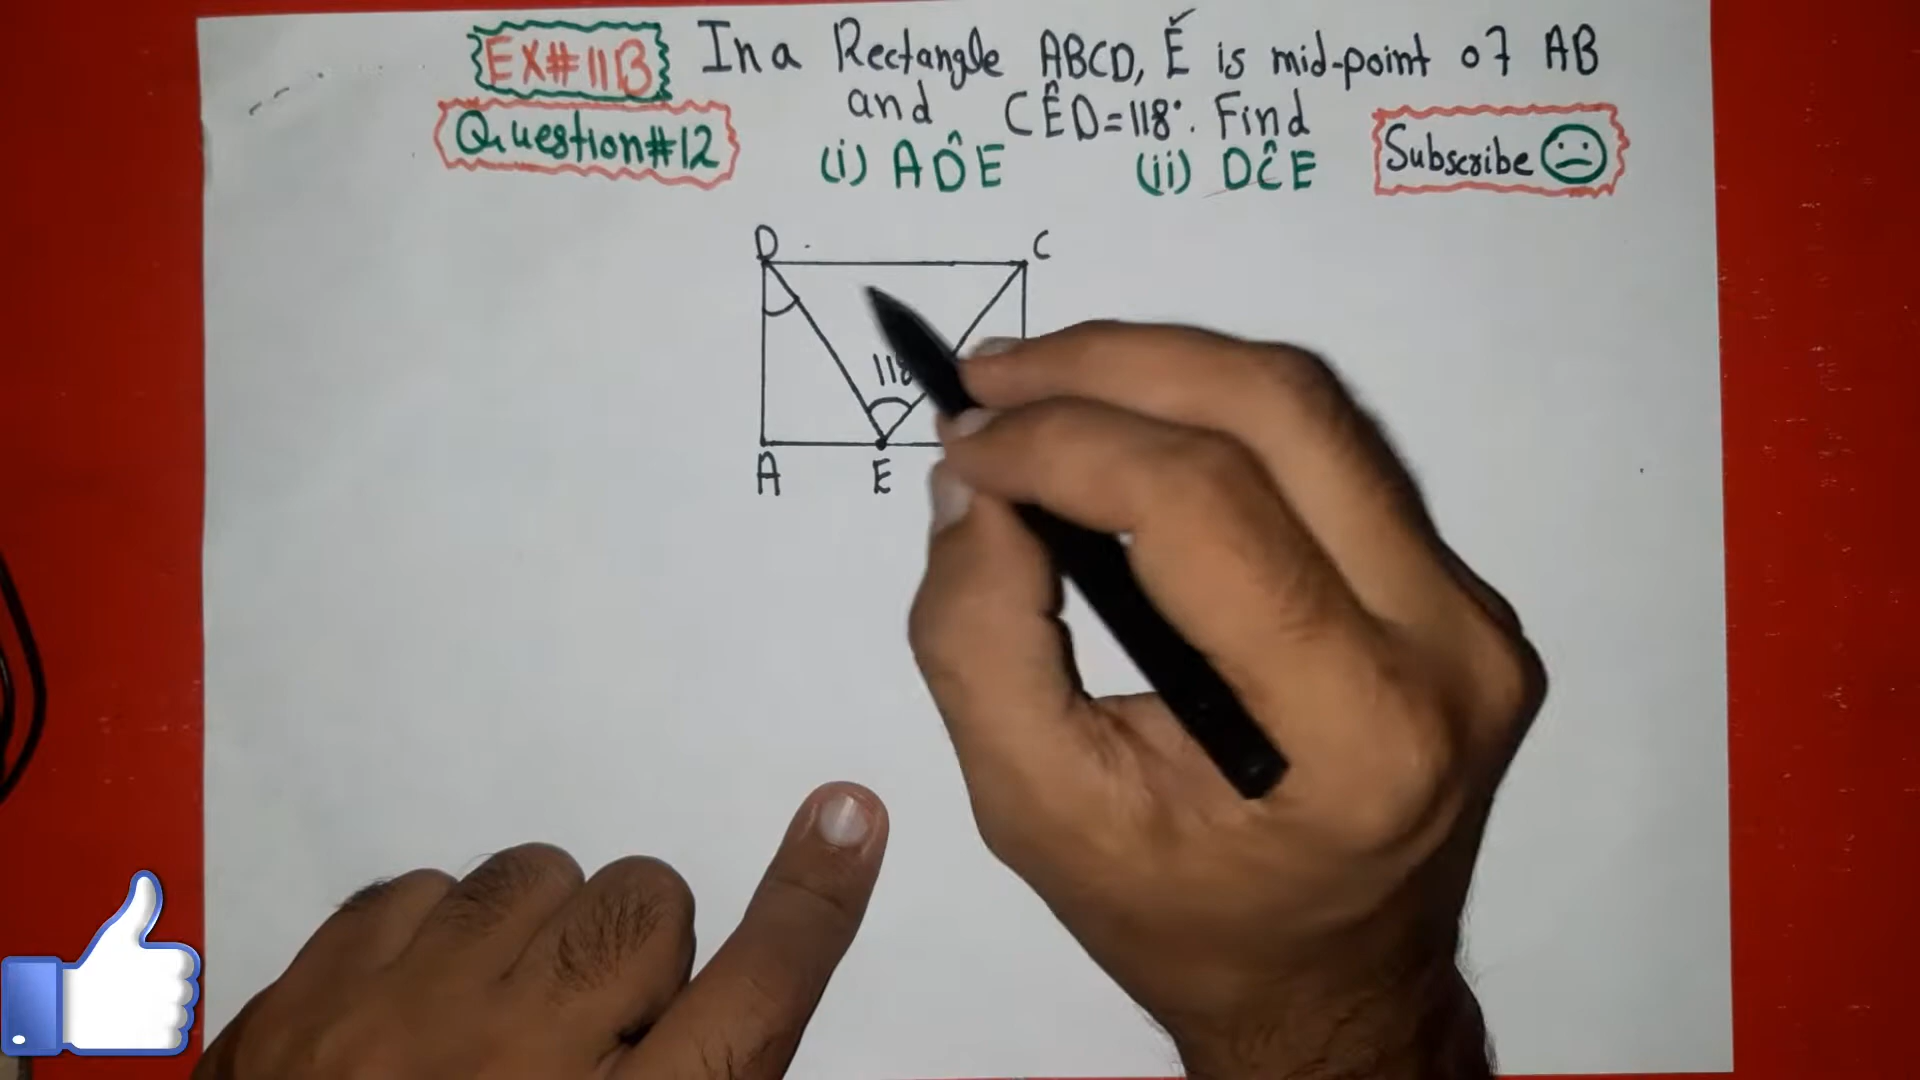 EX#11B In a Rectangle ABCD, E is mid-point of AB
and CÊD=118°. Find
Question#12 (i) AD̂E (ii) DĈE Subscribe
D C
118
A E